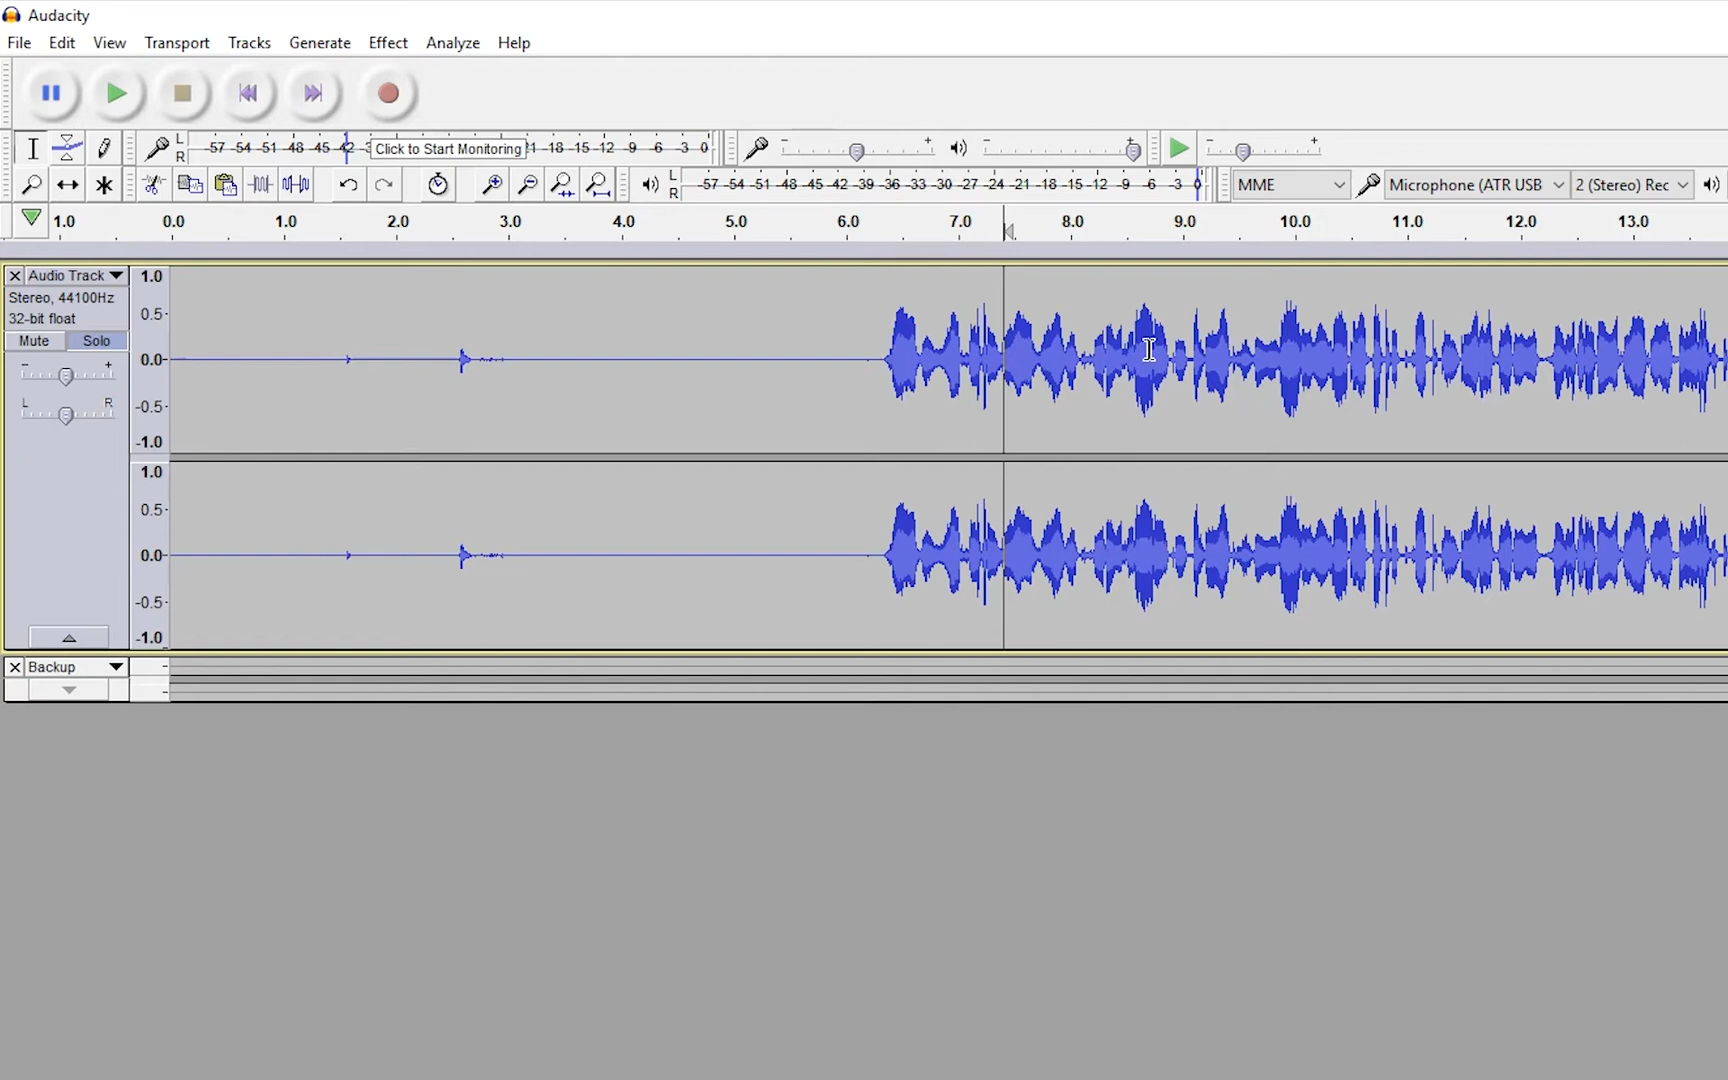 Audacity
File Edit View Transport Tracks Generate Effect Analyze Help
L R -57 -54 -51 -48 -45 -42 -3 Click to Start Monitoring -18 -15 -12 -9 -6 -3 0 - + - + - +
L R -57 -54 -51 -48 -45 -42 -39 -36 -33 -30 -27 -24 -21 -18 -15 -12 -9 -6 -3 0 MME Microphone (ATR USB 2 (Stereo) Rec
1.0 0.0 1.0 2.0 3.0 4.0 5.0 6.0 7.0 8.0 9.0 10.0 11.0 12.0 13.0
Audio Track 1.0
Stereo, 44100Hz
32-bit float 0.5
Mute Solo
0.0
- +
L R -0.5
-1.0
1.0
0.5
0.0
-0.5
-1.0
Backup